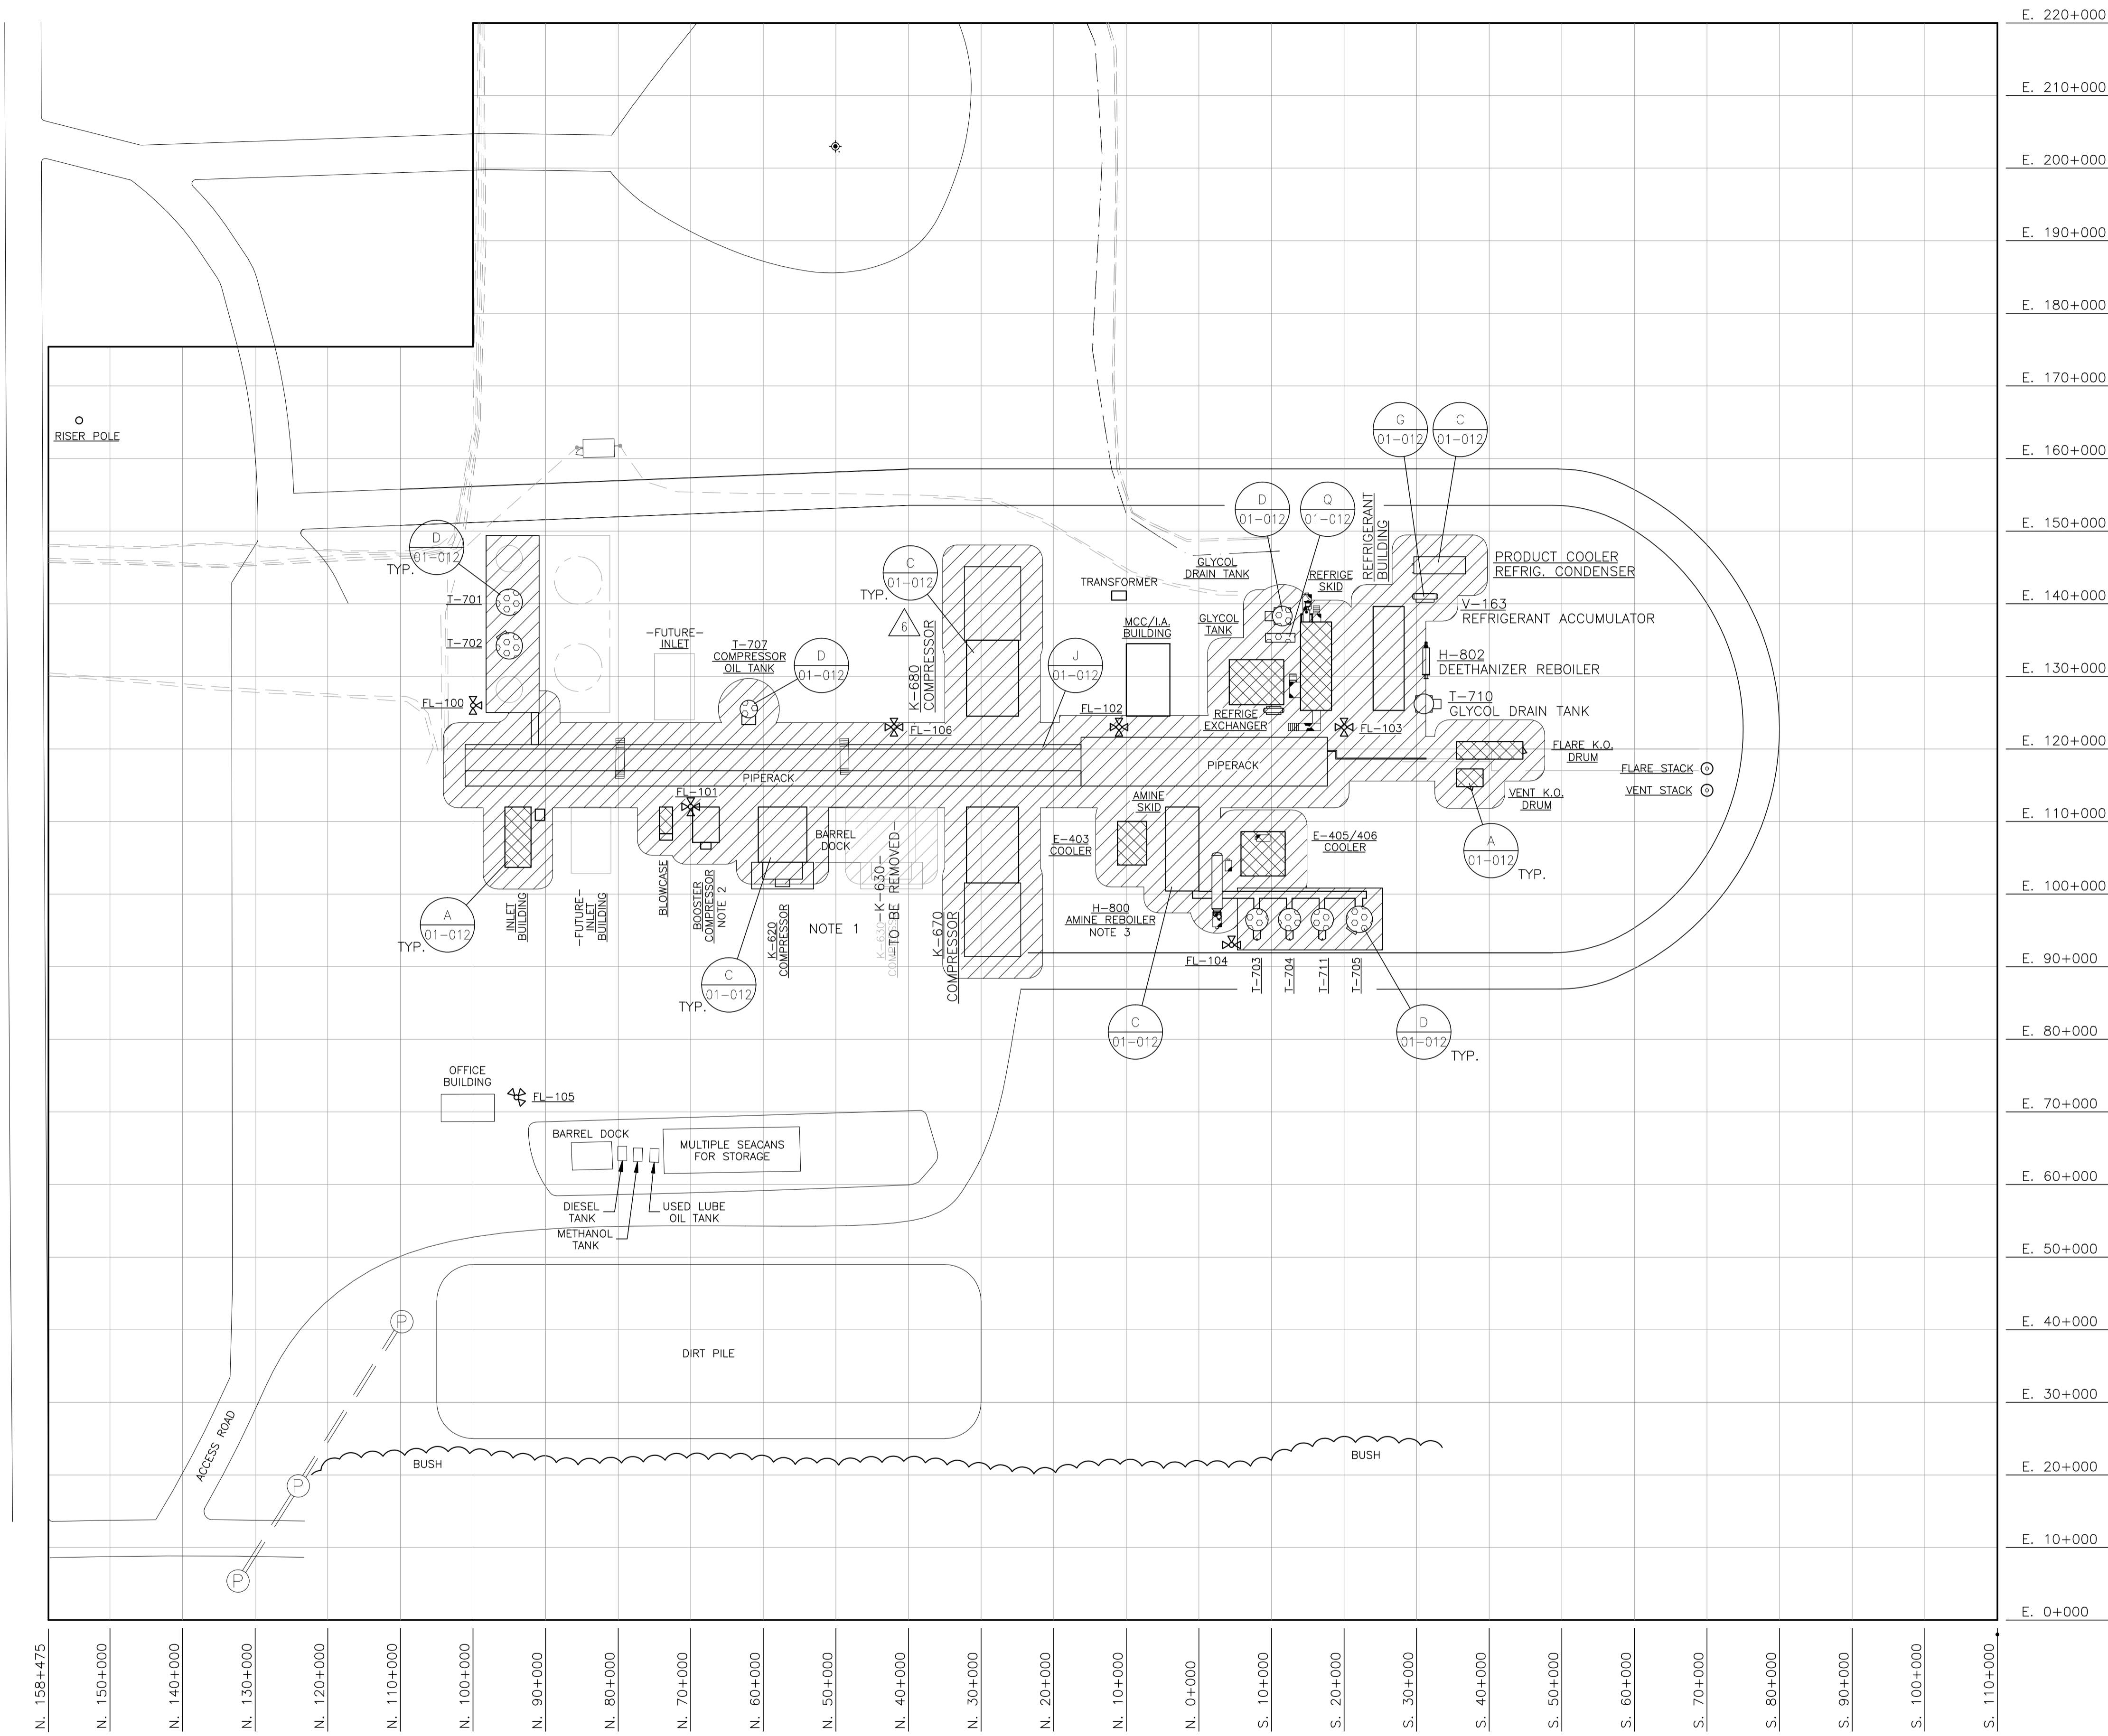 E. 220+000
E. 210+000
E. 200+000
E. 190+000
E. 180+000
E. 170+000
E. 160+000
E. 150+000
E. 140+000
E. 130+000
E. 120+000
E. 110+000
E. 100+000
E. 90+000
E. 80+000
E. 70+000
E. 60+000
E. 50+000
E. 40+000
E. 30+000
E. 20+000
E. 10+000
E. 0+000
RISER POLE
G
01-012
C
01-012
D
01-012
Q
01-012
REFRIGERANT
BUILDING
D
01-012
TYP.
C
01-012
TYP.
6
GLYCOL
DRAIN TANK
REFRIGE
SKID
PRODUCT COOLER
REFRIG. CONDENSER
TRANSFORMER
T-701
T-702
V-163
REFRIGERANT ACCUMULATOR
GLYCOL
TANK
MCC/I.A.
BUILDING
-FUTURE-
INLET
T-707
COMPRESSOR
OIL TANK
D
01-012
K-680
COMPRESSOR
J
01-012
H-802
DEETHANIZER REBOILER
T-710
GLYCOL DRAIN TANK
FL-100
FL-106
FL-102
REFRIGE
EXCHANGER
FL-103
FLARE K.O.
DRUM
FLARE STACK
VENT STACK
PIPERACK
PIPERACK
FL-101
AMINE
SKID
VENT K.O.
DRUM
BARREL
DOCK
E-403
COOLER
E-405/406
COOLER
A
01-012
TYP.
A
01-012
TYP.
INLET
BUILDING
-FUTURE-
INLET
BUILDING
BLOWCASE
BOOSTER
COMPRESSOR
NOTE 2
K-620
COMPRESSOR
NOTE 1
K-630
-K-630-
-TO BE REMOVED-
K-670
COMPRESSOR
H-800
AMINE REBOILER
NOTE 3
FL-104
T-703
T-704
T-711
T-705
C
01-012
TYP.
C
01-012
D
01-012
TYP.
OFFICE
BUILDING
FL-105
BARREL DOCK
MULTIPLE SEACANS
FOR STORAGE
DIESEL
TANK
USED LUBE
OIL TANK
METHANOL
TANK
P
DIRT PILE
ACCESS ROAD
BUSH
BUSH
P
P
N. 158+475
N. 150+000
N. 140+000
N. 130+000
N. 120+000
N. 110+000
N. 100+000
N. 90+000
N. 80+000
N. 70+000
N. 60+000
N. 50+000
N. 40+000
N. 30+000
N. 20+000
N. 10+000
N. 0+000
S. 10+000
S. 20+000
S. 30+000
S. 40+000
S. 50+000
S. 60+000
S. 70+000
S. 80+000
S. 90+000
S. 100+000
S. 110+000